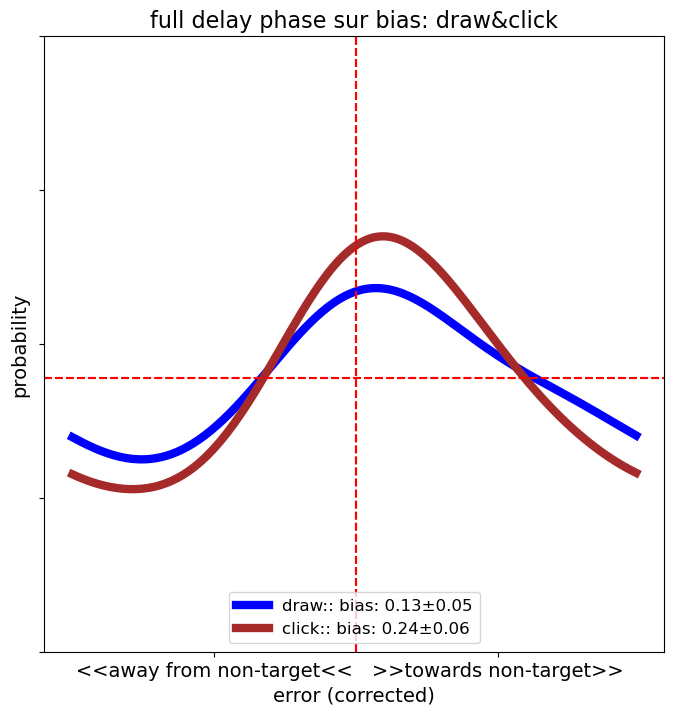 full delay phase sur bias: draw&click
probability
draw:: bias: 0.13±0.05
click:: bias: 0.24±0.06
<<away from non-target<<   >>towards non-target>>
error (corrected)